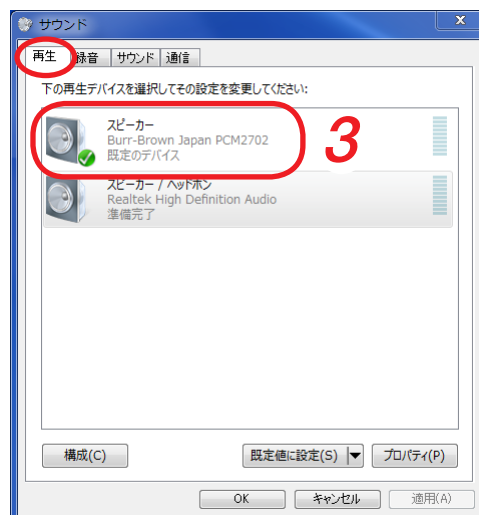 サウンド
再生 録音 サウンド 通信
下の再生デバイスを選択してその設定を変更してください:
スピーカー
Burr-Brown Japan PCM2702
既定のデバイス
3
スピーカー / ヘッドホン
Realtek High Definition Audio
準備完了
構成(C) 既定値に設定(S) プロパティ(P)
OK キャンセル 適用(A)